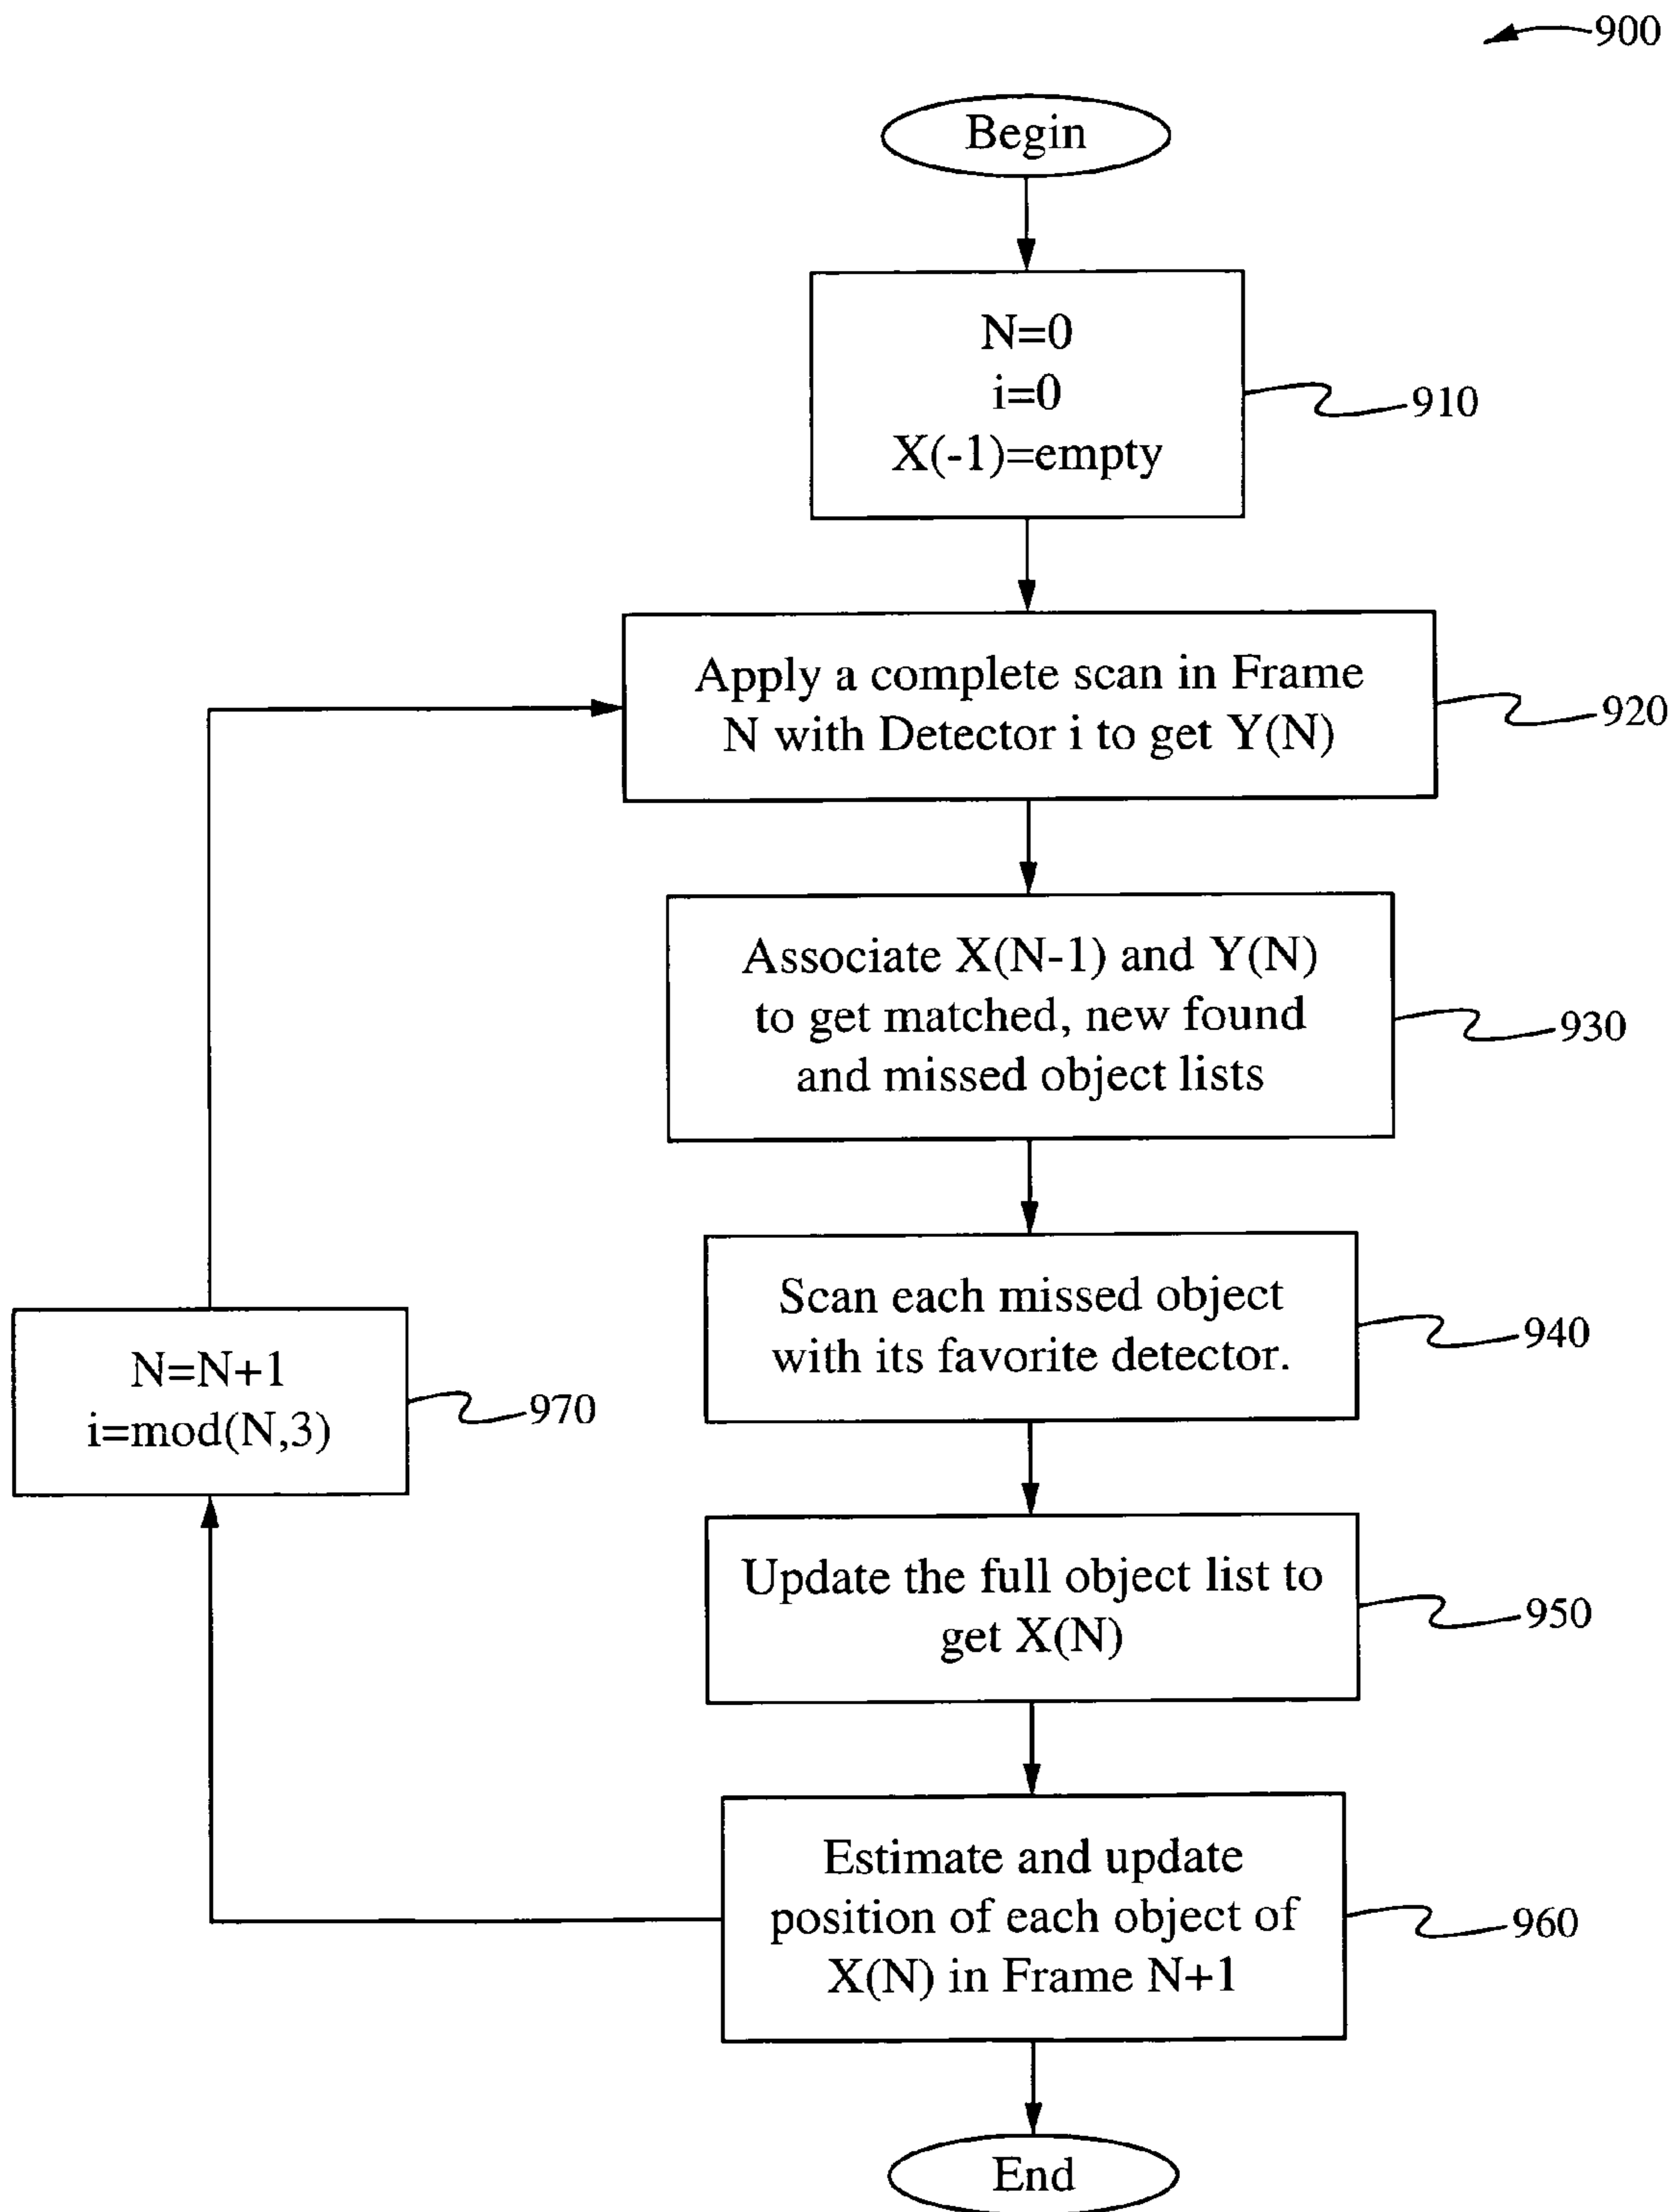 900
Begin
N=0
i=0
X(-1)=empty
910
Apply a complete scan in Frame
N with Detector i to get Y(N)
920
Associate X(N-1) and Y(N)
to get matched, new found
and missed object lists
930
Scan each missed object
with its favorite detector.
940
N=N+1
i=mod(N,3)
970
Update the full object list to
get X(N)
950
Estimate and update
position of each object of
X(N) in Frame N+1
960
End